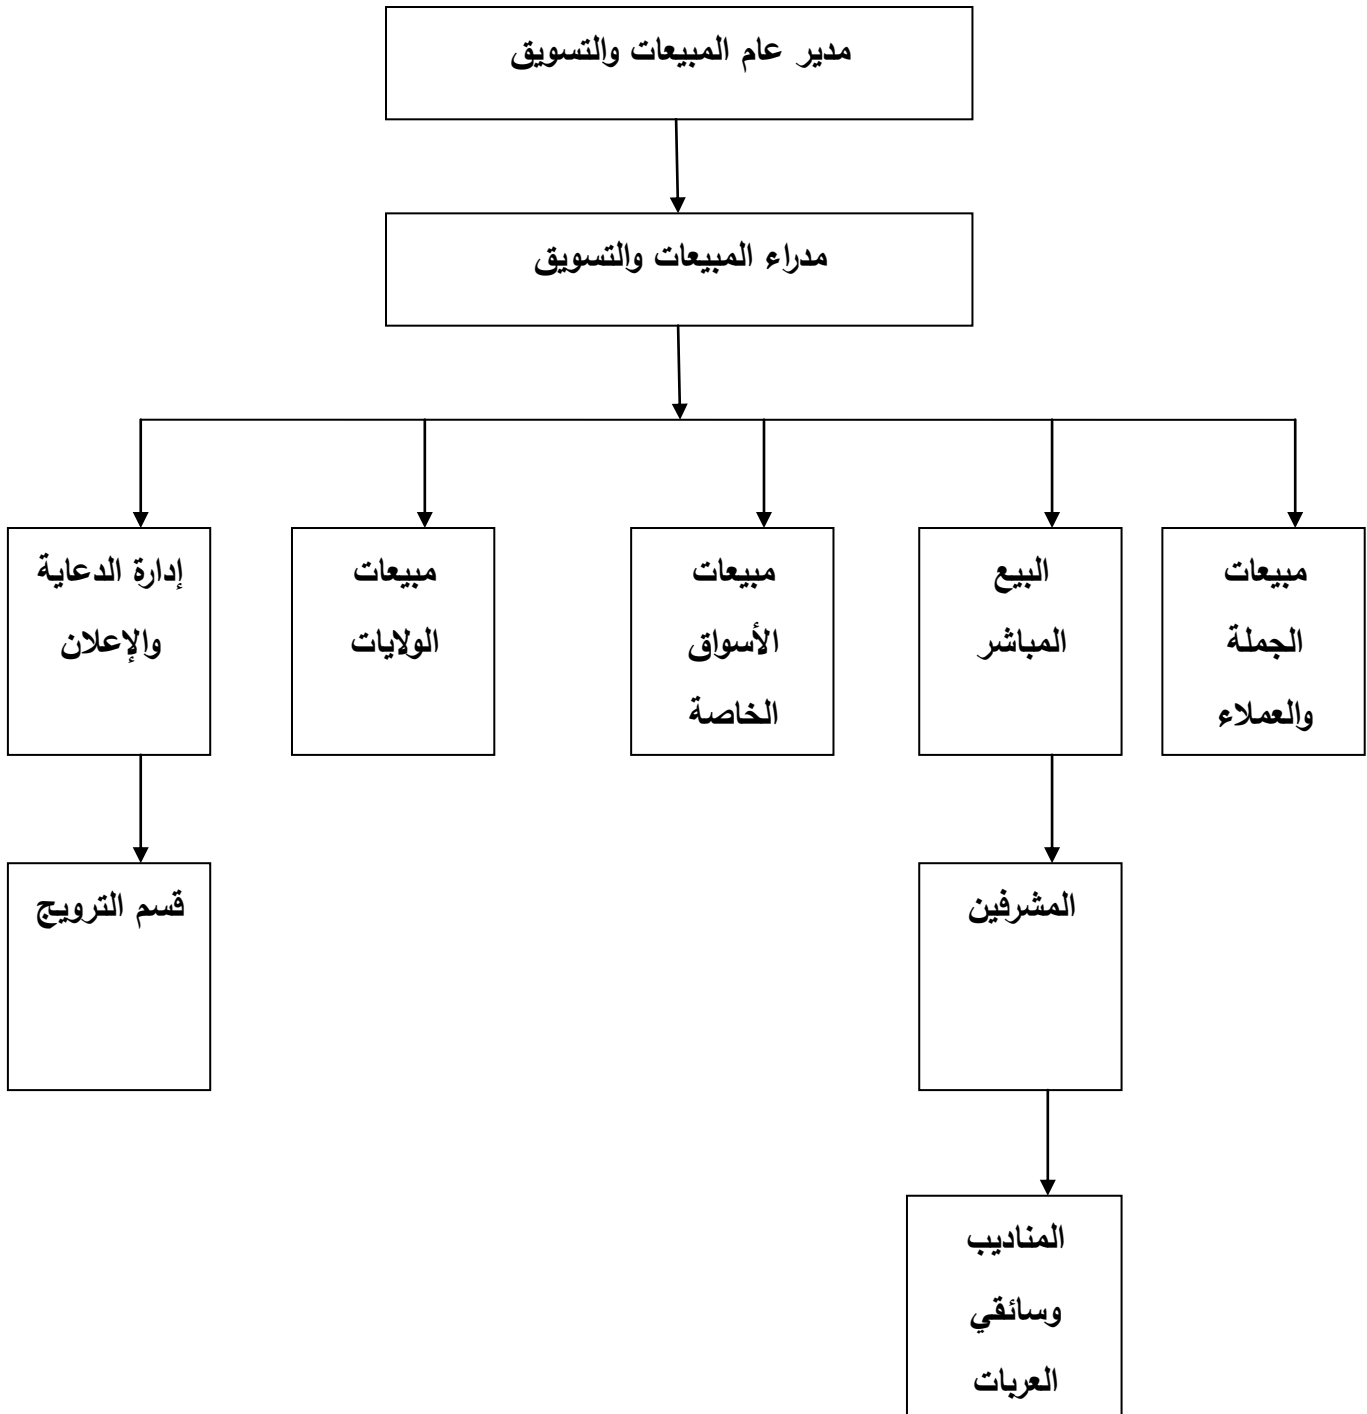 مدير عام المبيعات والتسويق
مدراء المبيعات والتسويق
مبيعات
الجملة
والعملاء
البيع
المباشر
مبيعات
الأسواق
الخاصة
مبيعات
الولايات
إدارة الدعاية
والإعلان
المشرفين
قسم الترويج
المناديب
وسائقي
العربات